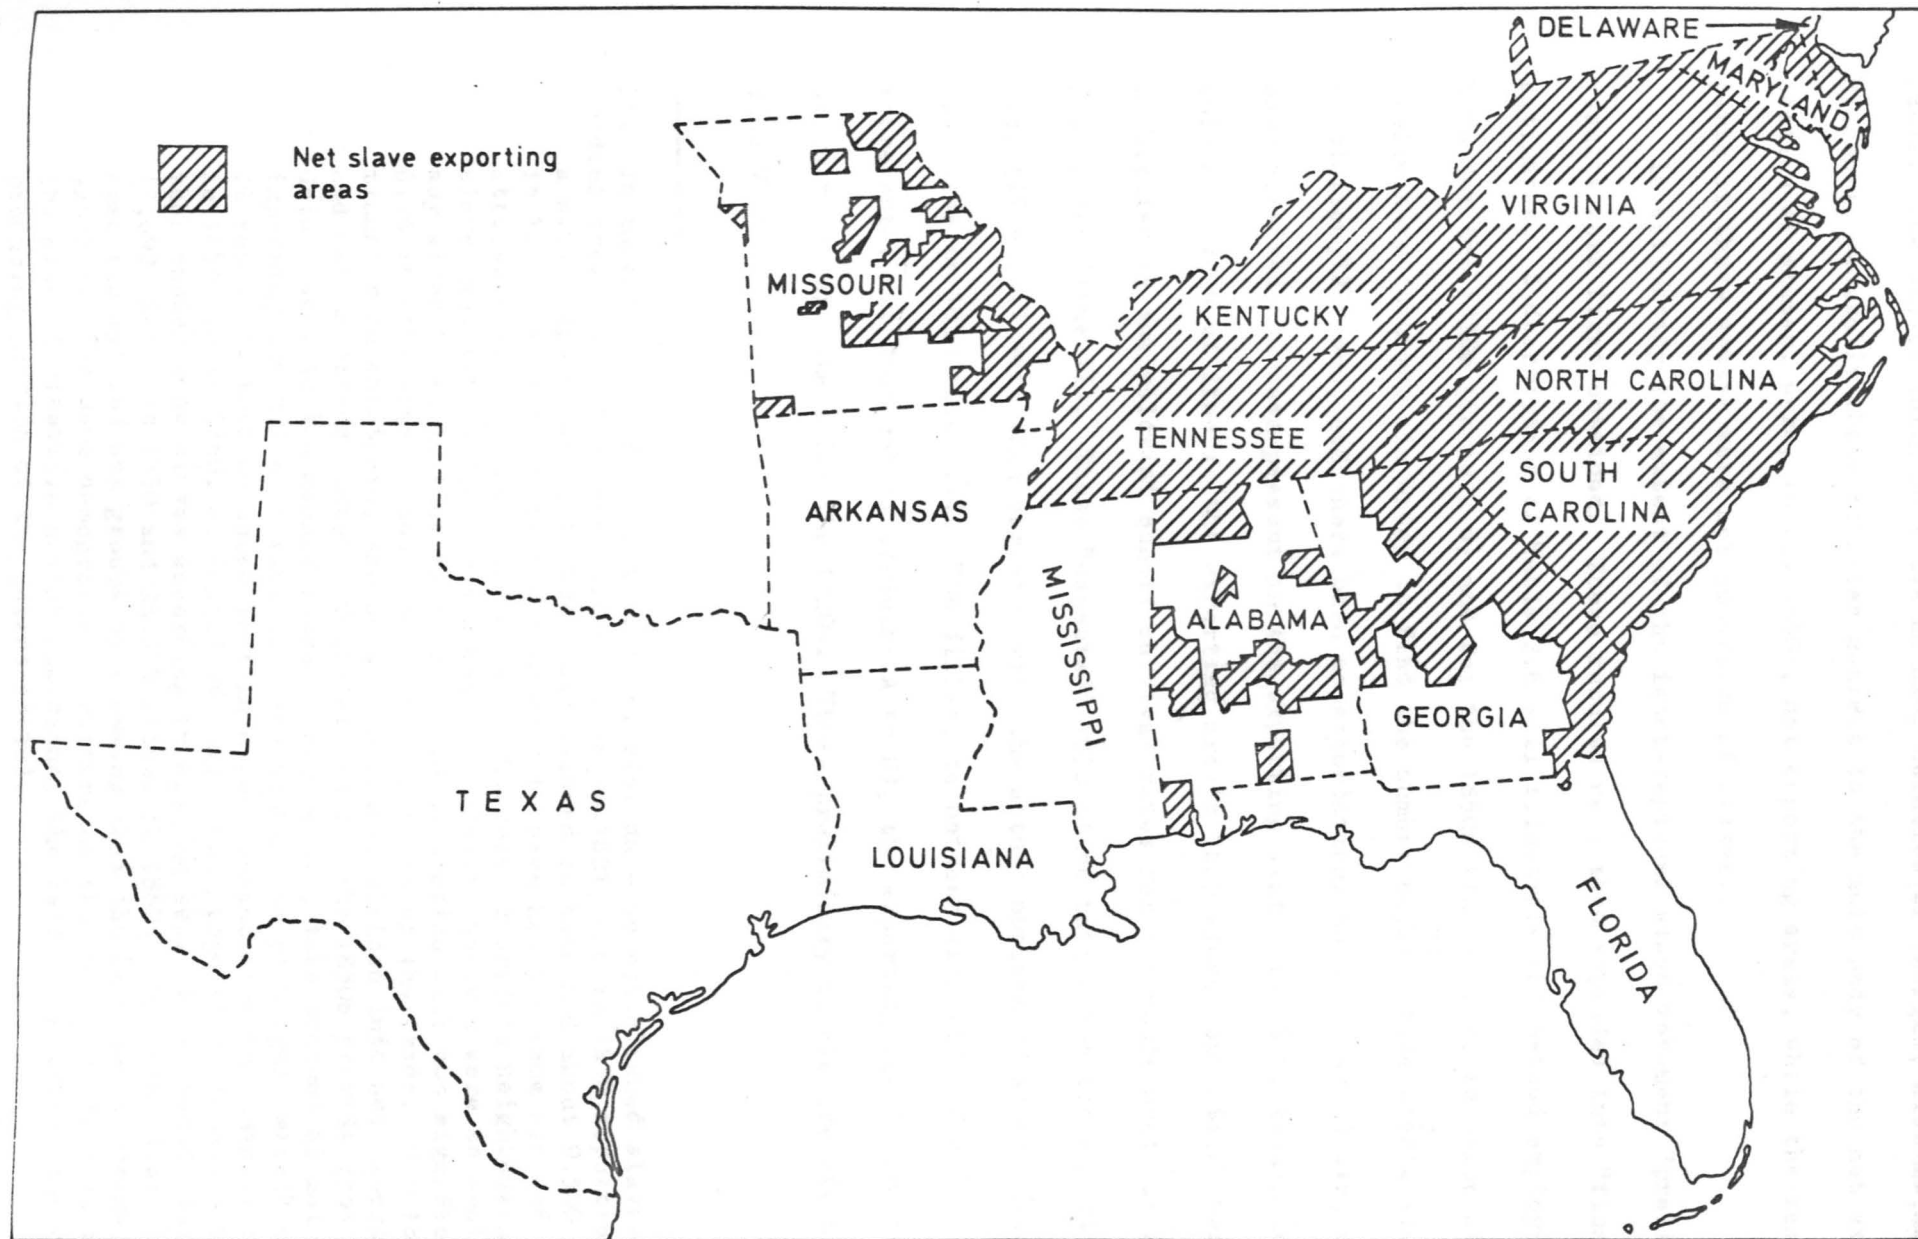 DELAWARE
MARYLAND
Net slave exporting
areas
VIRGINIA
MISSOURI
KENTUCKY
NORTH CAROLINA
TENNESSEE
SOUTH
CAROLINA
ARKANSAS
MISSISSIPPI
ALABAMA
GEORGIA
TEXAS
LOUISIANA
FLORIDA